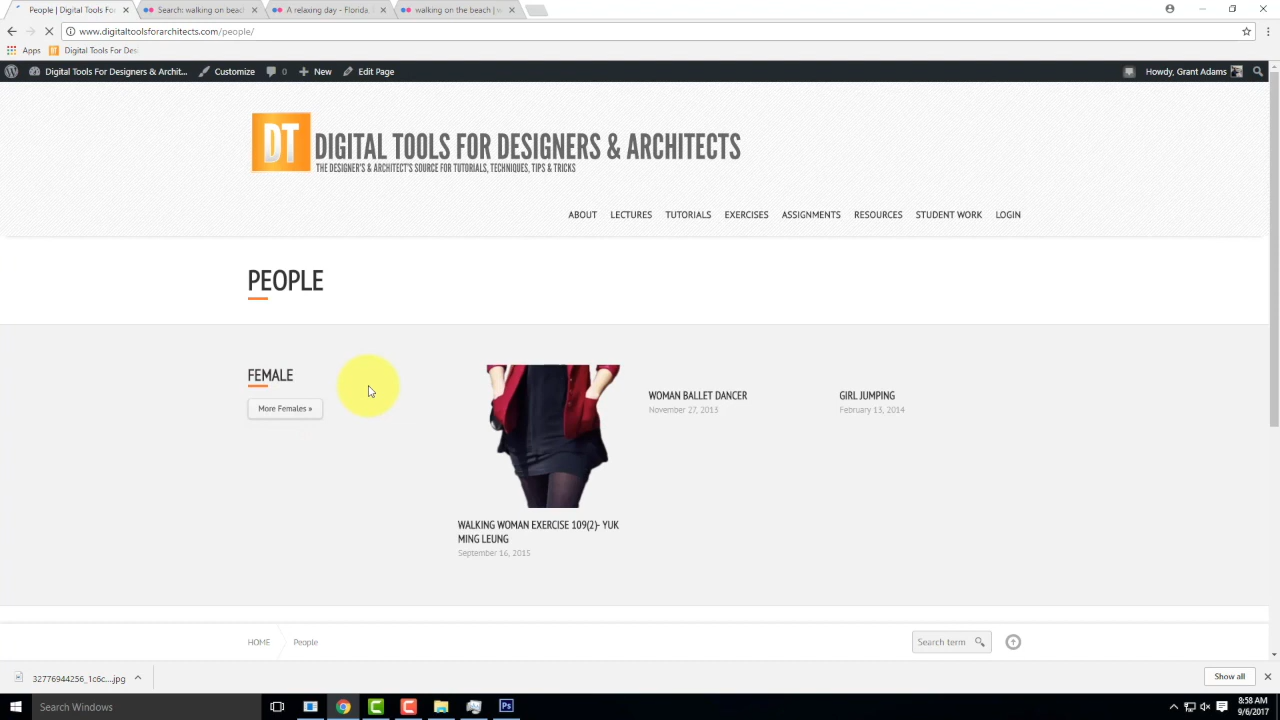 People | Digital Tools For
Search: walking on beach
A relaxing day - Florida
walking on the beach | w
www.digitaltoolsforarchitects.com/people/
Apps
Digital Tools For Des
Digital Tools For Designers & Archit...
Customize
0
New
Edit Page
Howdy, Grant Adams
DT
DIGITAL TOOLS FOR DESIGNERS & ARCHITECTS
THE DESIGNER'S & ARCHITECT'S SOURCE FOR TUTORIALS, TECHNIQUES, TIPS & TRICKS
ABOUT LECTURES TUTORIALS EXERCISES ASSIGNMENTS RESOURCES STUDENT WORK LOGIN
PEOPLE
FEMALE
More Females »
WOMAN BALLET DANCER
November 27, 2013
GIRL JUMPING
February 13, 2014
WALKING WOMAN EXERCISE 109(2)- YUK
MING LEUNG
September 16, 2015
HOME
People
Search term
32776944256_1c6c....jpg
Show all
Search Windows
Ps
8:58 AM
9/6/2017